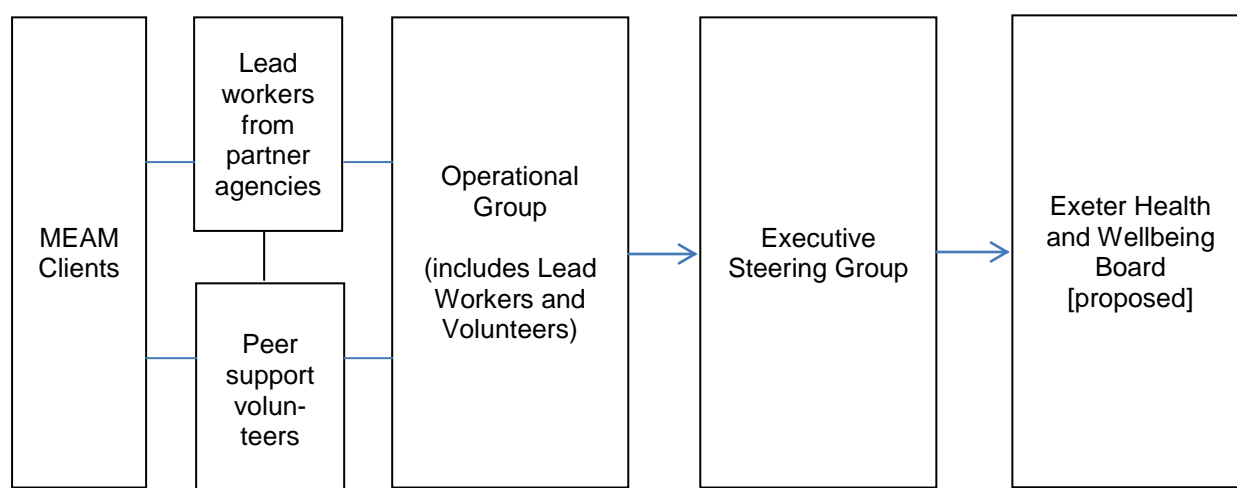 MEAM
Clients
Lead
workers
from
partner
agencies
Peer
support
volun-
teers
Operational
Group
(includes Lead
Workers and
Volunteers)
Executive
Steering Group
Exeter Health
and Wellbeing
Board
[proposed]